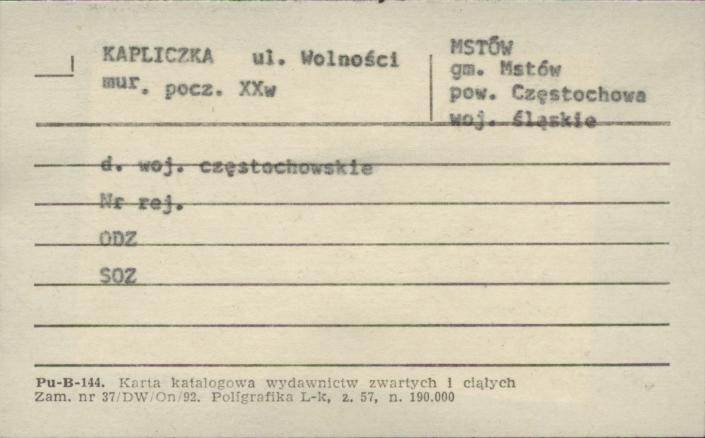 KAPLICZKA ul. Wolności
mur. pocz. XXw
MSTÓW
gm. Mstów
pow. Częstochowa
woj. śląskie
d. woj. częstochowskie
Nr rej.
ODZ
SOZ
Pu-B-144. Karta katalogowa wydawnictw zwartych i ciąłych
Zam. nr 37/DW/On/92. Poligrafika L-k, z. 57, n. 190.000